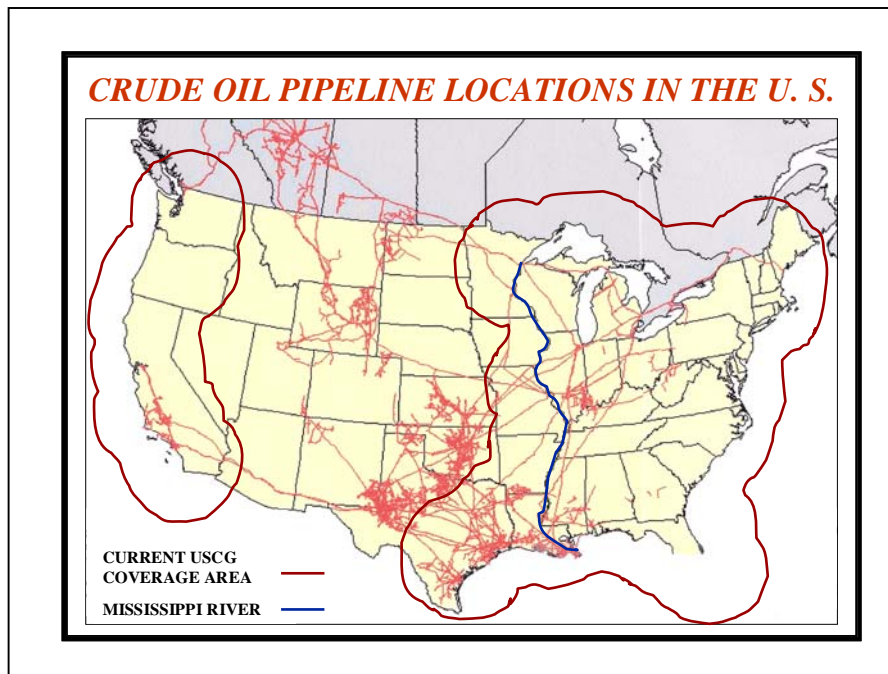 CRUDE OIL PIPELINE LOCATIONS IN THE U. S.
CURRENT USCG
COVERAGE AREA
MISSISSIPPI RIVER